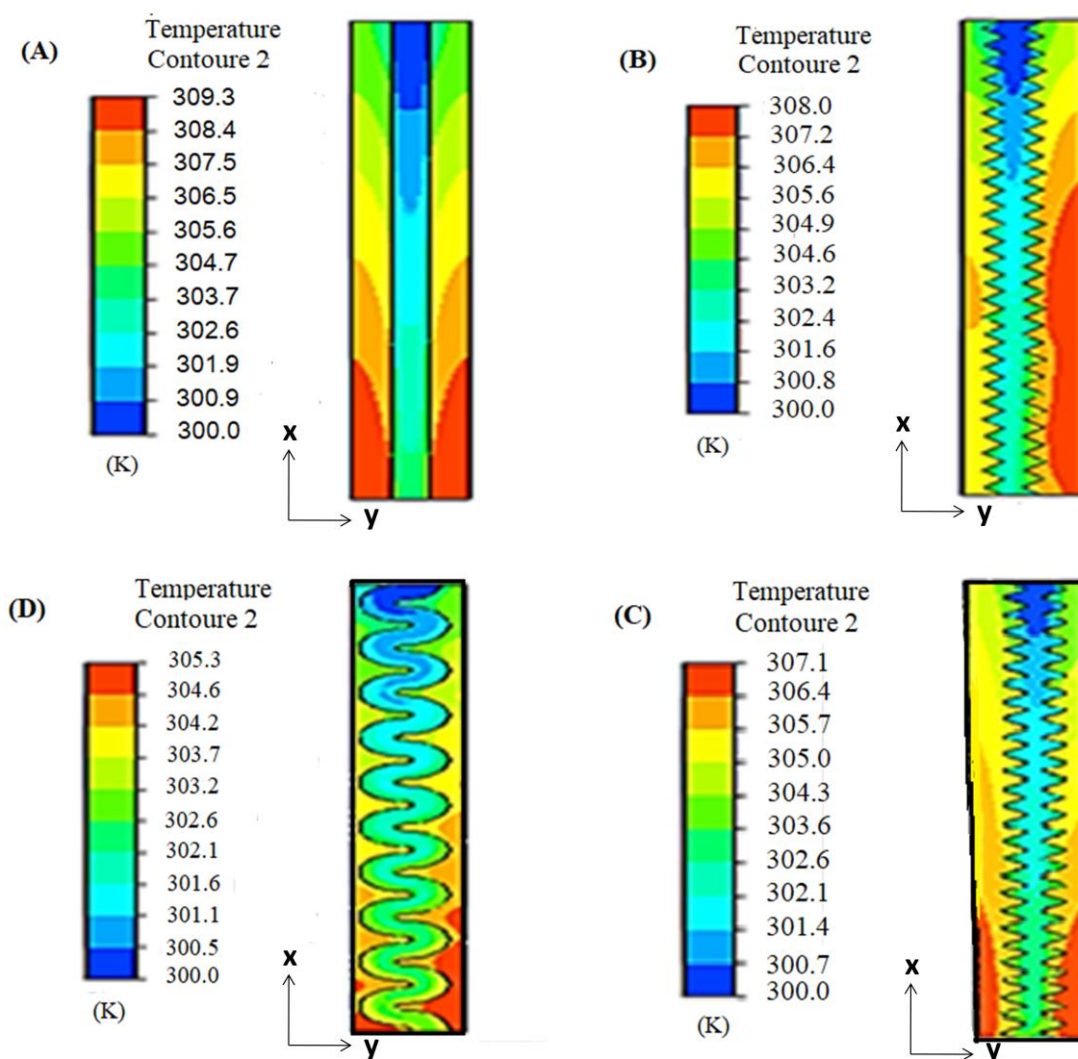 (A)
Temperature
Contoure 2
309.3
308.4
307.5
306.5
305.6
304.7
303.7
302.6
301.9
300.9
300.0
(K)
x
y
(B)
Temperature
Contoure 2
308.0
307.2
306.4
305.6
304.9
304.6
303.2
302.4
301.6
300.8
300.0
(K)
x
y
(D)
Temperature
Contoure 2
305.3
304.6
304.2
303.7
303.2
302.6
302.1
301.6
301.1
300.5
300.0
(K)
x
y
(C)
Temperature
Contoure 2
307.1
306.4
305.7
305.0
304.3
303.6
302.6
302.1
301.4
300.7
300.0
(K)
x
y